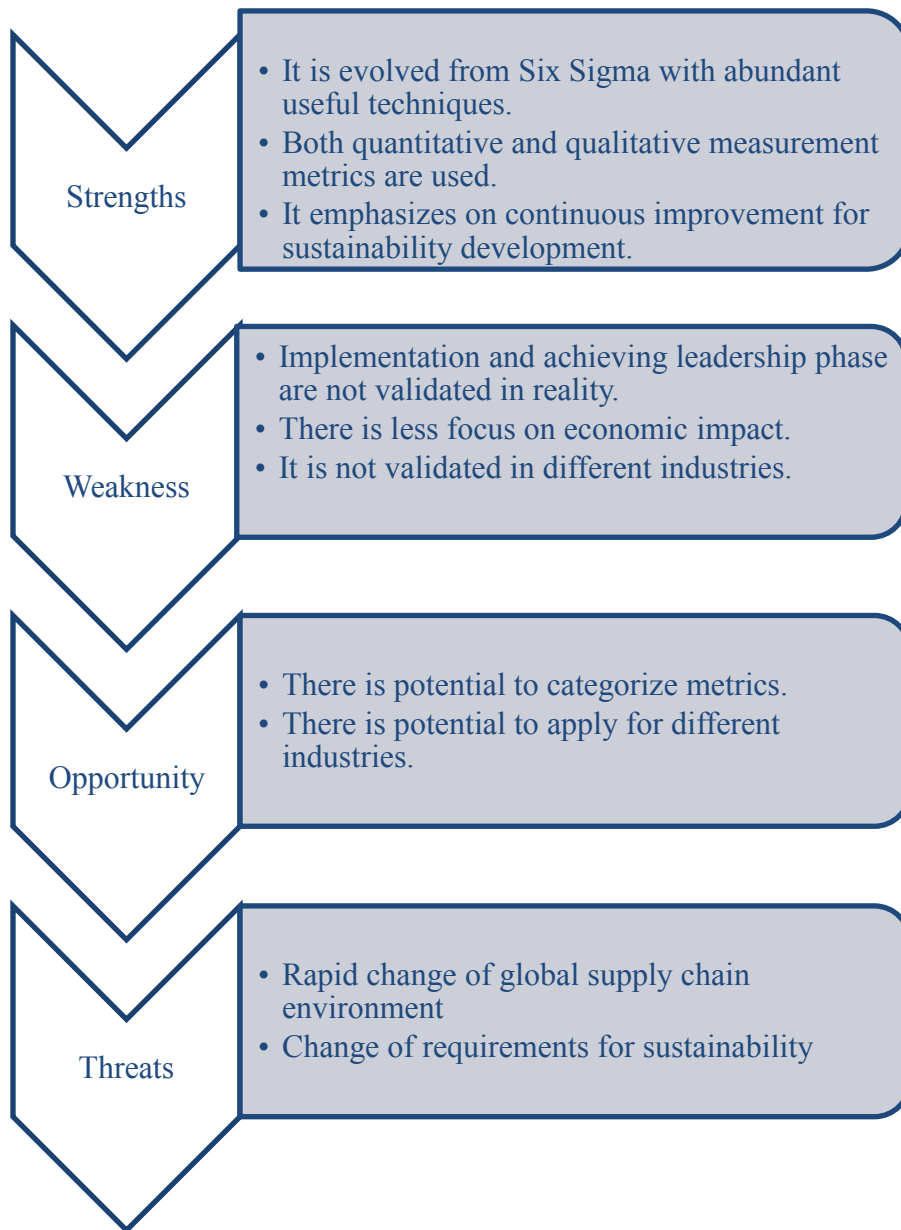 Strengths
• It is evolved from Six Sigma with abundant
useful techniques.
• Both quantitative and qualitative measurement
metrics are used.
• It emphasizes on continuous improvement for
sustainability development.
Weakness
• Implementation and achieving leadership phase
are not validated in reality.
• There is less focus on economic impact.
• It is not validated in different industries.
Opportunity
• There is potential to categorize metrics.
• There is potential to apply for different
industries.
Threats
• Rapid change of global supply chain
environment
• Change of requirements for sustainability